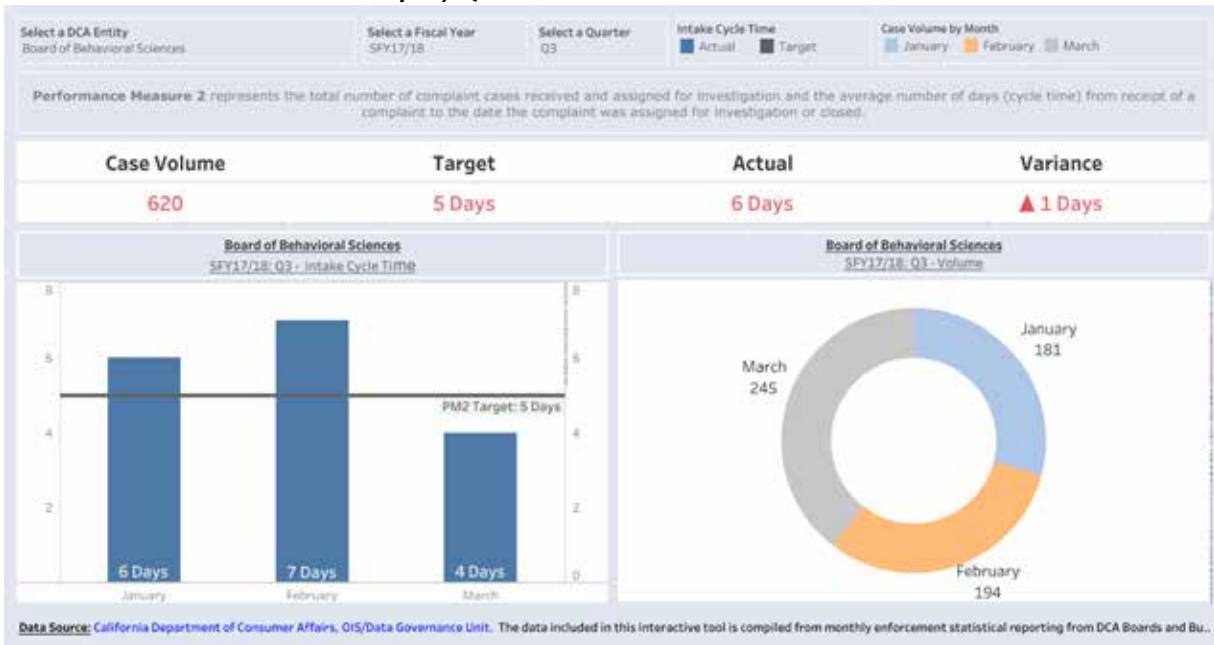 Select a DCA Entity
Board of Behavioral Sciences
Select a Fiscal Year
SFY17/18
Select a Quarter
Q3
Intake Cycle Time
Actual Target
Case Volume by Month
January February March
Performance Measure 2 represents the total number of complaint cases received and assigned for investigation and the average number of days (cycle time) from receipt of a
complaint to the date the complaint was assigned for investigation or closed.
Case Volume Target Actual Variance
620 5 Days 6 Days ▲ 1 Days
Board of Behavioral Sciences
SFY17/18: Q3 - Intake Cycle Time
8 8
6 6
PM2 Target: 5 Days
4 4
2 2
6 Days 7 Days 4 Days
0
January February March
Board of Behavioral Sciences
SFY17/18: Q3 - Volume
January
181
March
245
February
194
Data Source: California Department of Consumer Affairs, OIS/Data Governance Unit. The data included in this interactive tool is compiled from monthly enforcement statistical reporting from DCA Boards and Bu..